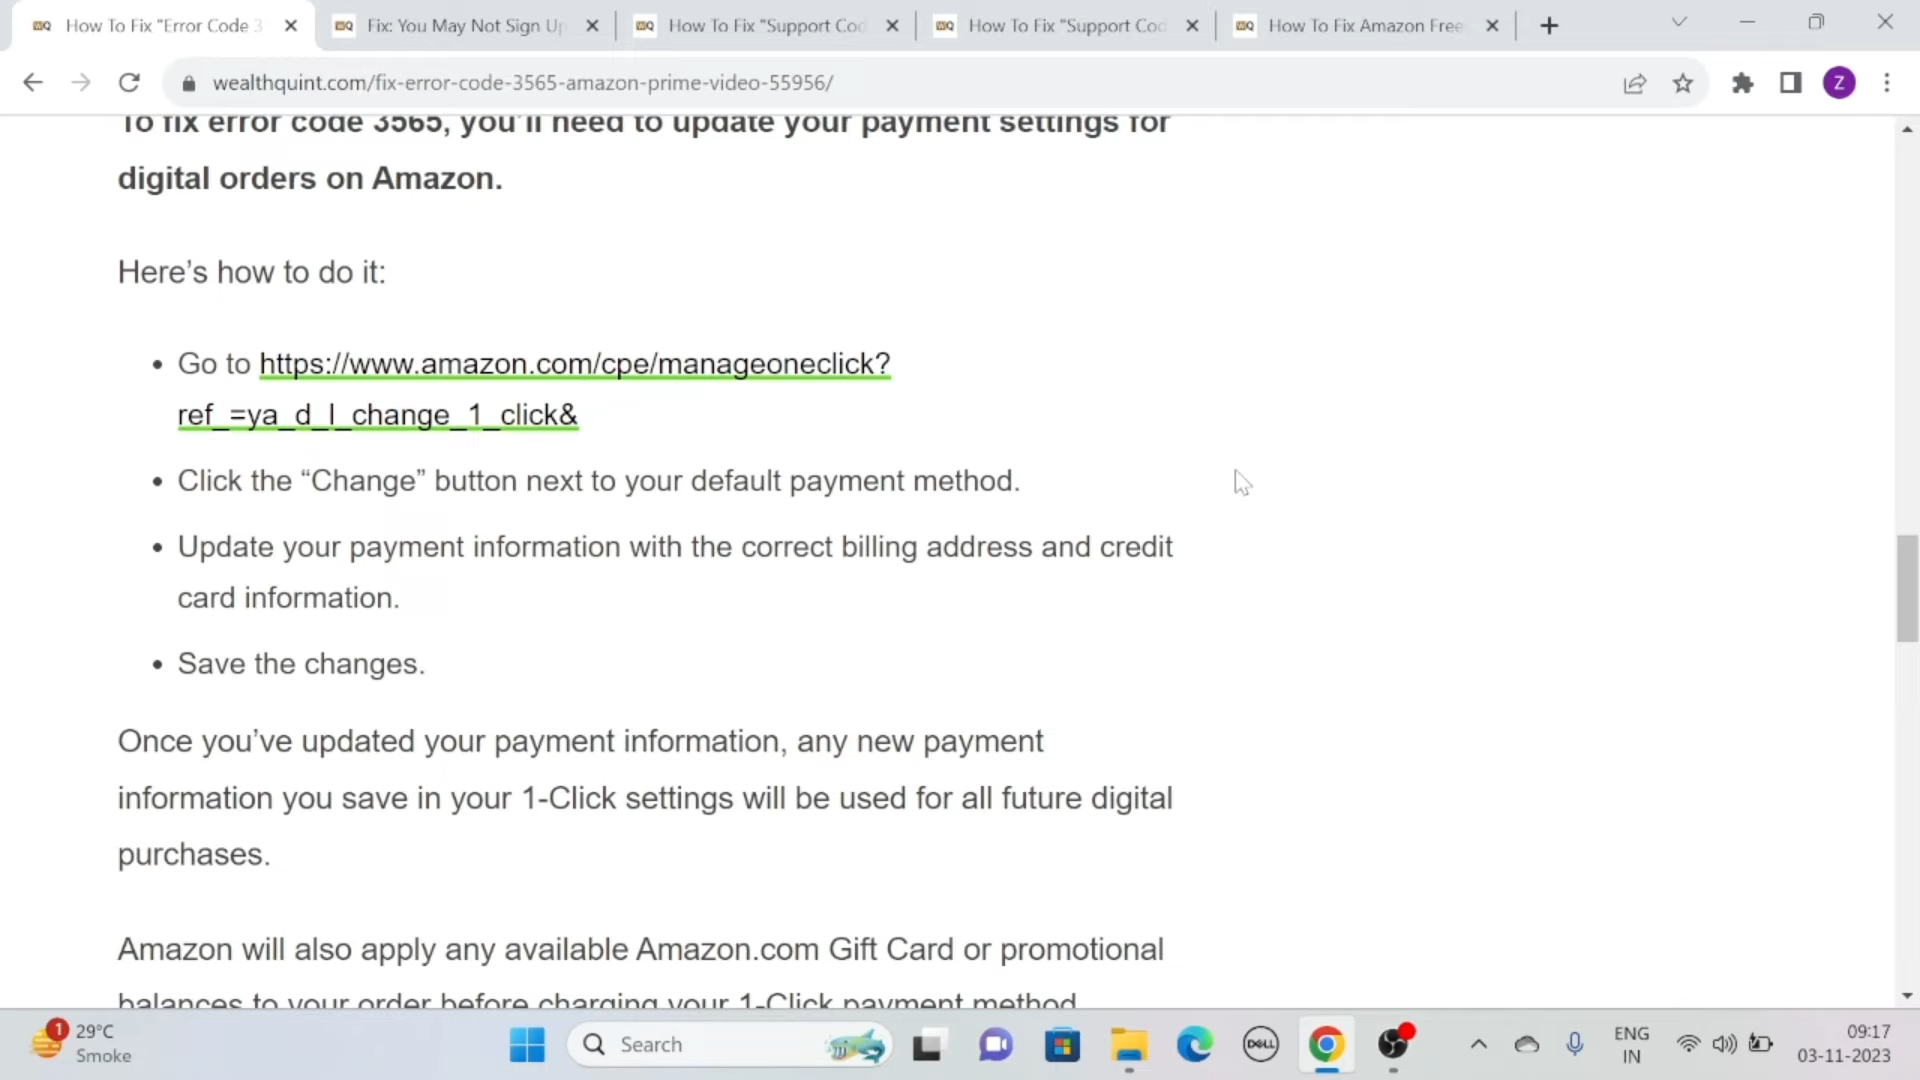 How To Fix "Error Code 3
Fix: You May Not Sign Up
How To Fix "Support Cod
How To Fix "Support Cod
How To Fix Amazon Free
wealthquint.com/fix-error-code-3565-amazon-prime-video-55956/
Z
To fix error code 3565, you'll need to update your payment settings for
digital orders on Amazon.
Here’s how to do it:
• Go to https://www.amazon.com/cpe/manageoneclick?
ref_=ya_d_l_change_1_click&
• Click the “Change” button next to your default payment method.
• Update your payment information with the correct billing address and credit
card information.
• Save the changes.
Once you’ve updated your payment information, any new payment
information you save in your 1-Click settings will be used for all future digital
purchases.
Amazon will also apply any available Amazon.com Gift Card or promotional
balances to your order before charging your 1-Click payment method.
1
29°C
Smoke
Search
DELL
ENG
IN
09:17
03-11-2023